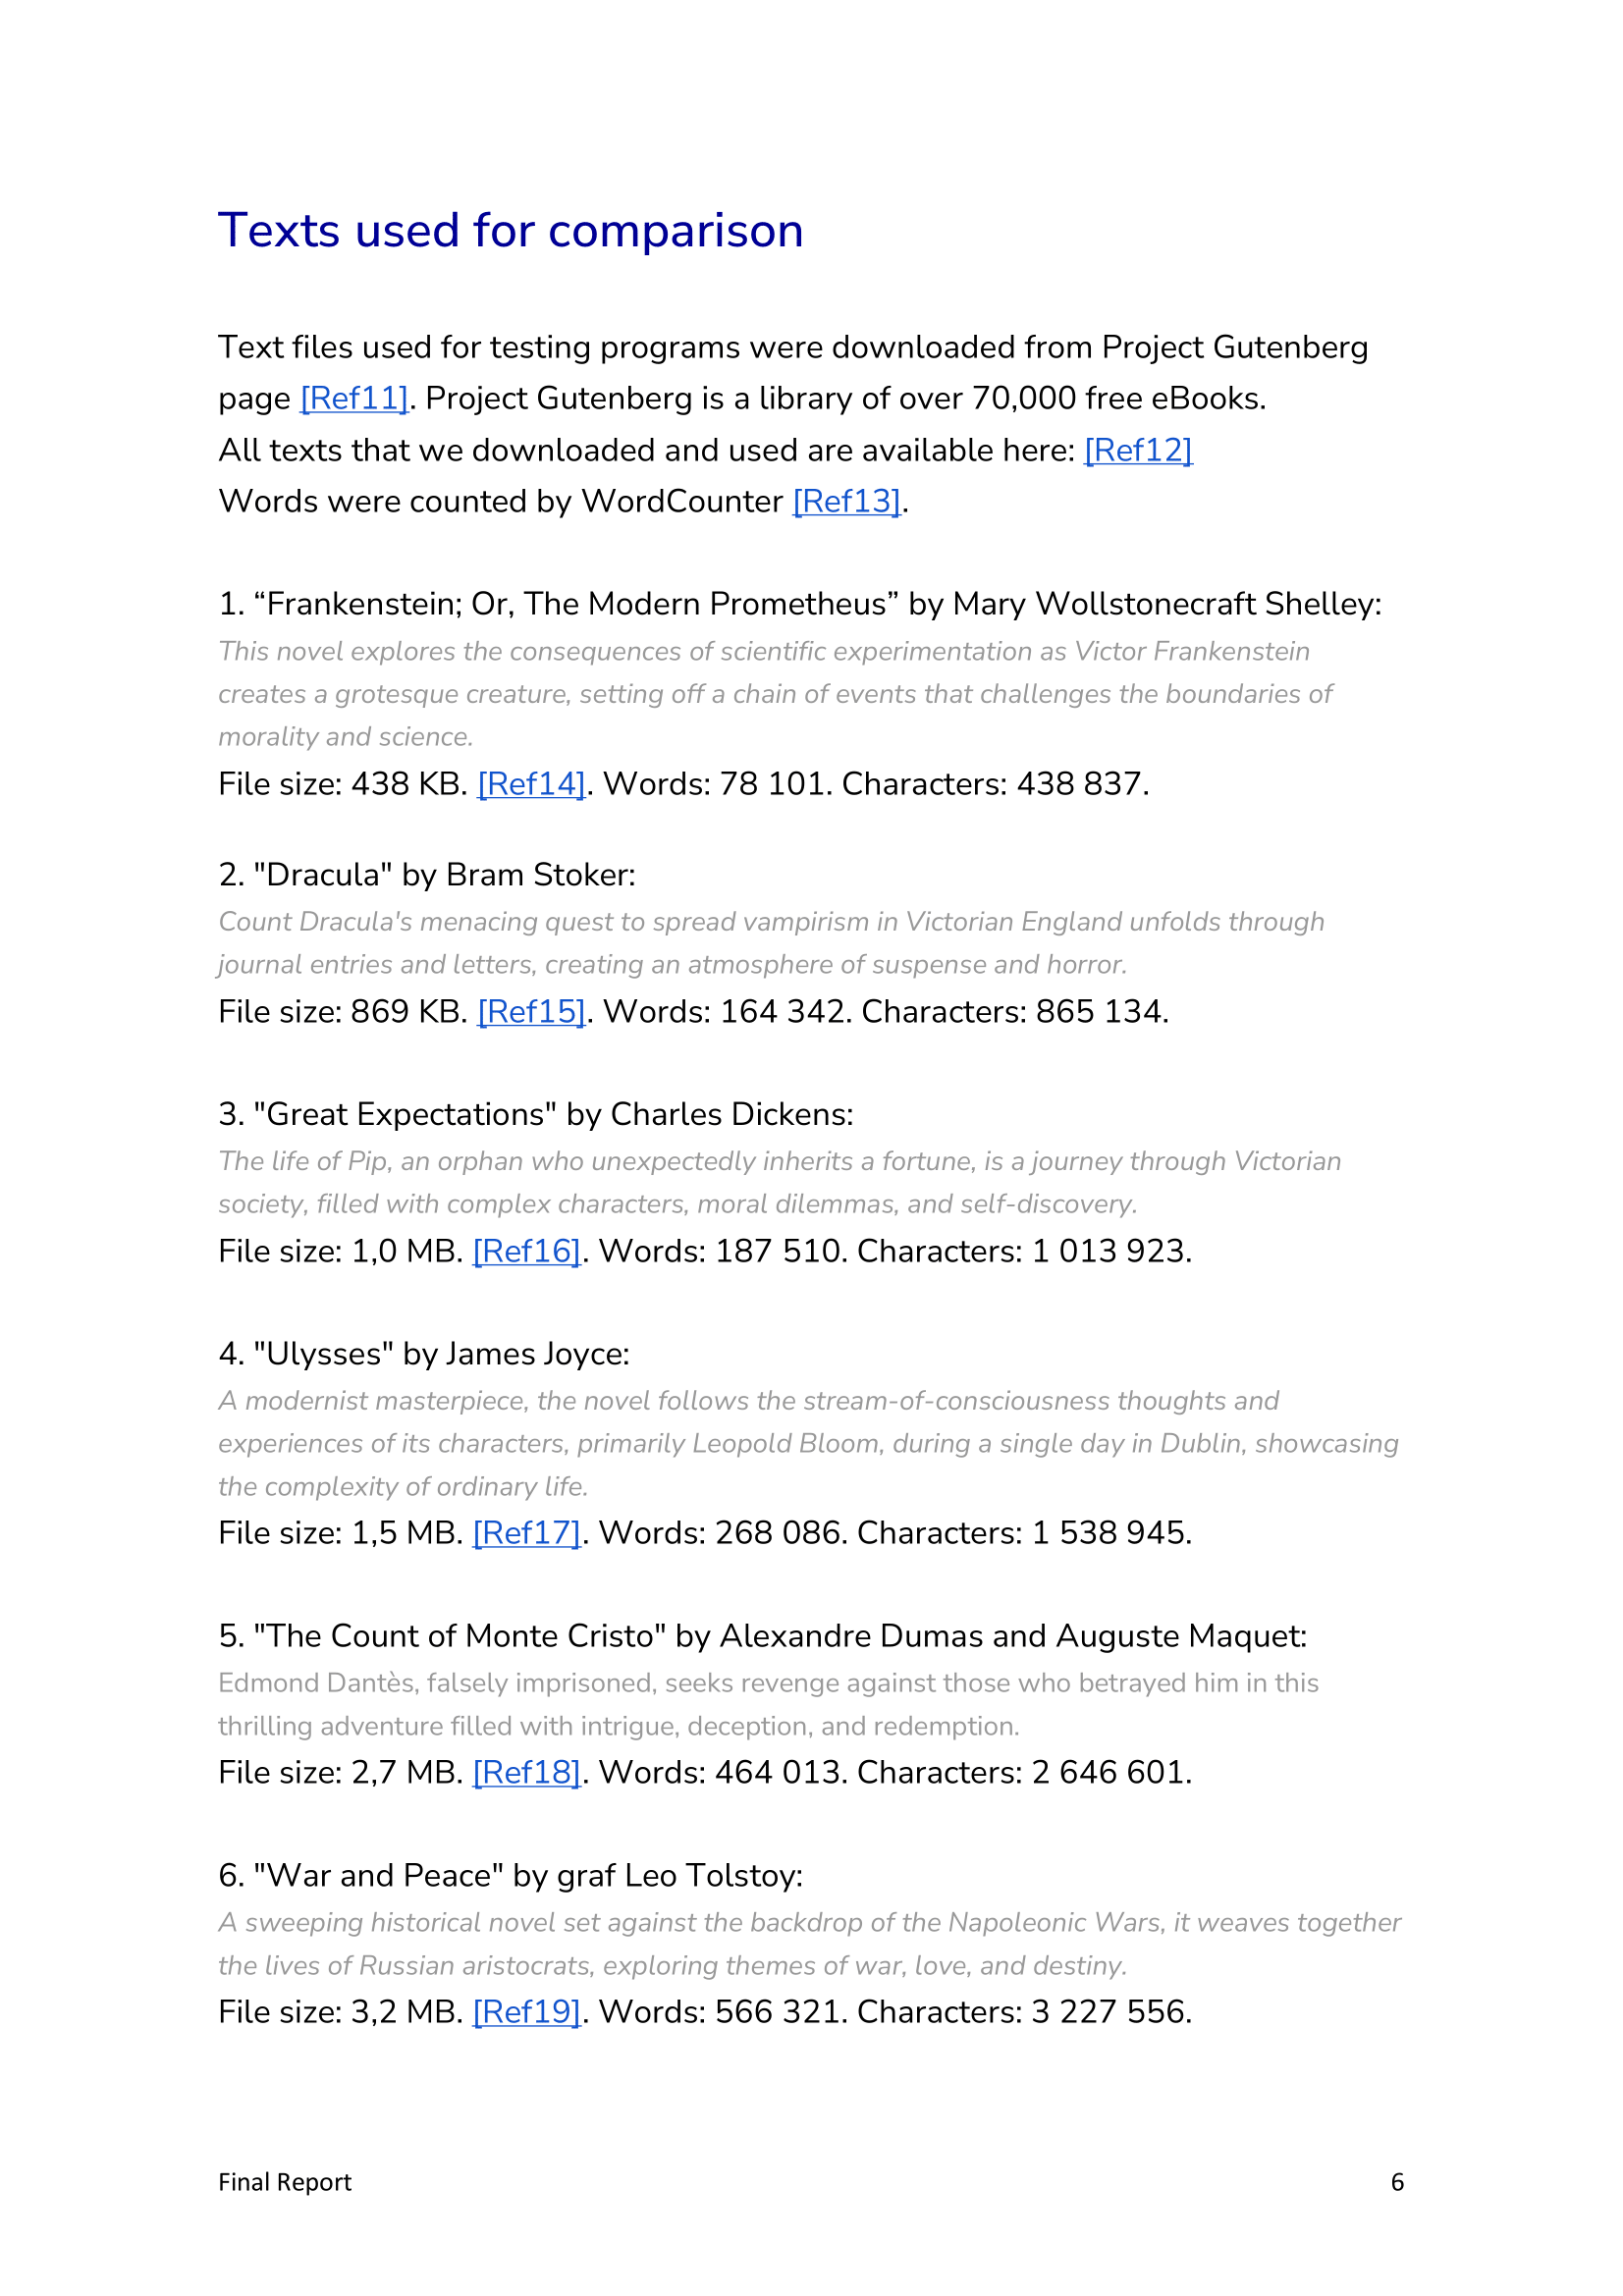 Texts used for comparison
Text files used for testing programs were downloaded from Project Gutenberg
page [Ref11]. Project Gutenberg is a library of over 70,000 free eBooks.
All texts that we downloaded and used are available here: [Ref12]
Words were counted by WordCounter [Ref13].
1. “Frankenstein; Or, The Modern Prometheus” by Mary Wollstonecraft Shelley:
This novel explores the consequences of scientific experimentation as Victor Frankenstein
creates a grotesque creature, setting off a chain of events that challenges the boundaries of
morality and science.
File size: 438 KB. [Ref14]. Words: 78 101. Characters: 438 837.
2. "Dracula" by Bram Stoker:
Count Dracula's menacing quest to spread vampirism in Victorian England unfolds through
journal entries and letters, creating an atmosphere of suspense and horror.
File size: 869 KB. [Ref15]. Words: 164 342. Characters: 865 134.
3. "Great Expectations" by Charles Dickens:
The life of Pip, an orphan who unexpectedly inherits a fortune, is a journey through Victorian
society, filled with complex characters, moral dilemmas, and self-discovery.
File size: 1,0 MB. [Ref16]. Words: 187 510. Characters: 1 013 923.
4. "Ulysses" by James Joyce:
A modernist masterpiece, the novel follows the stream-of-consciousness thoughts and
experiences of its characters, primarily Leopold Bloom, during a single day in Dublin, showcasing
the complexity of ordinary life.
File size: 1,5 MB. [Ref17]. Words: 268 086. Characters: 1 538 945.
5. "The Count of Monte Cristo" by Alexandre Dumas and Auguste Maquet:
Edmond Dantès, falsely imprisoned, seeks revenge against those who betrayed him in this
thrilling adventure filled with intrigue, deception, and redemption.
File size: 2,7 MB. [Ref18]. Words: 464 013. Characters: 2 646 601.
6. "War and Peace" by graf Leo Tolstoy:
A sweeping historical novel set against the backdrop of the Napoleonic Wars, it weaves together
the lives of Russian aristocrats, exploring themes of war, love, and destiny.
File size: 3,2 MB. [Ref19]. Words: 566 321. Characters: 3 227 556.
Final Report 6